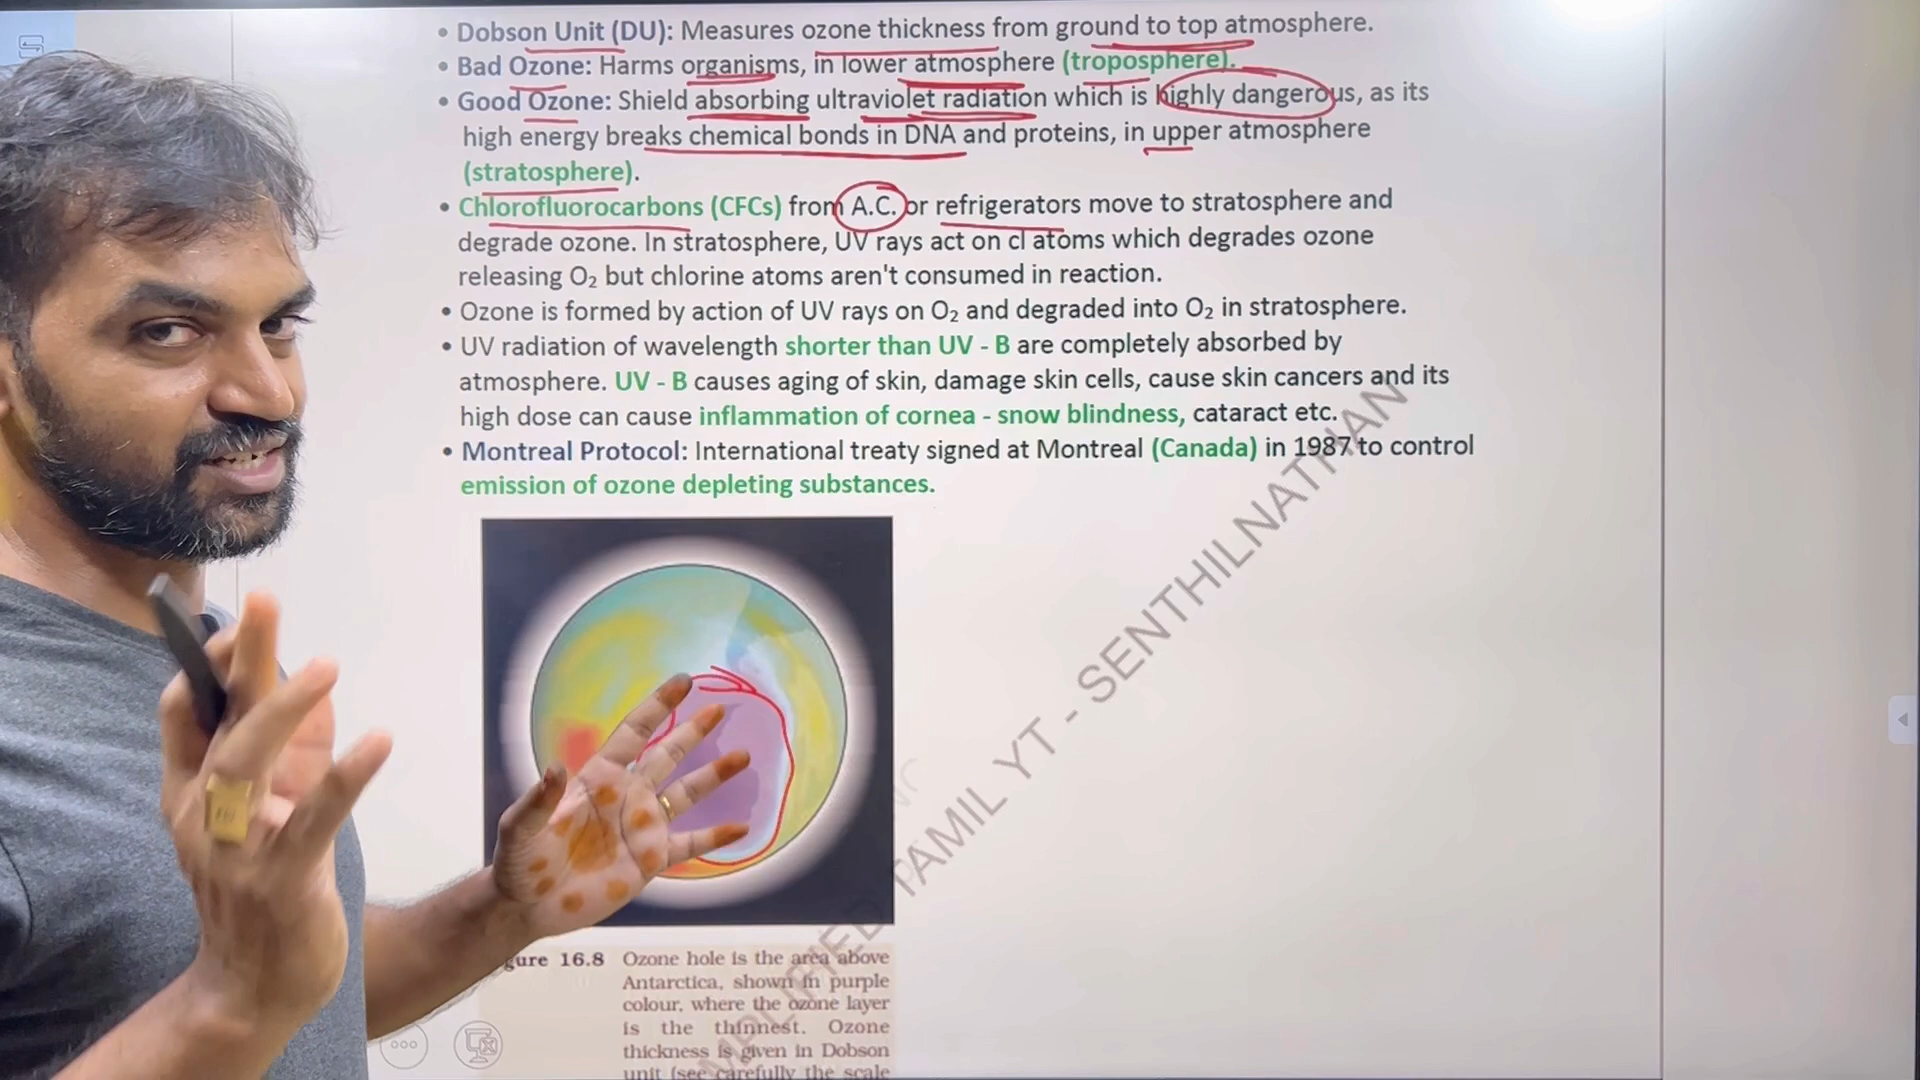 • Dobson Unit (DU): Measures ozone thickness from ground to top atmosphere.
• Bad Ozone: Harms organisms, in lower atmosphere (troposphere).
• Good Ozone: Shield absorbing ultraviolet radiation which is highly dangerous, as its
high energy breaks chemical bonds in DNA and proteins, in upper atmosphere
(stratosphere).
• Chlorofluorocarbons (CFCs) from A.C. or refrigerators move to stratosphere and
degrade ozone. In stratosphere, UV rays act on cl atoms which degrades ozone
releasing O₂ but chlorine atoms aren't consumed in reaction.
• Ozone is formed by action of UV rays on O₂ and degraded into O₂ in stratosphere.
• UV radiation of wavelength shorter than UV - B are completely absorbed by
atmosphere. UV - B causes aging of skin, damage skin cells, cause skin cancers and its
high dose can cause inflammation of cornea - snow blindness, cataract etc.
• Montreal Protocol: International treaty signed at Montreal (Canada) in 1987 to control
emission of ozone depleting substances.
TAMIL YT - SENTHILNATHAN
gure 16.8 Ozone hole is the area above
Antarctica, shown in purple
colour, where the ozone layer
is the thinnest. Ozone
thickness is given in Dobson
unit (see carefully the scale